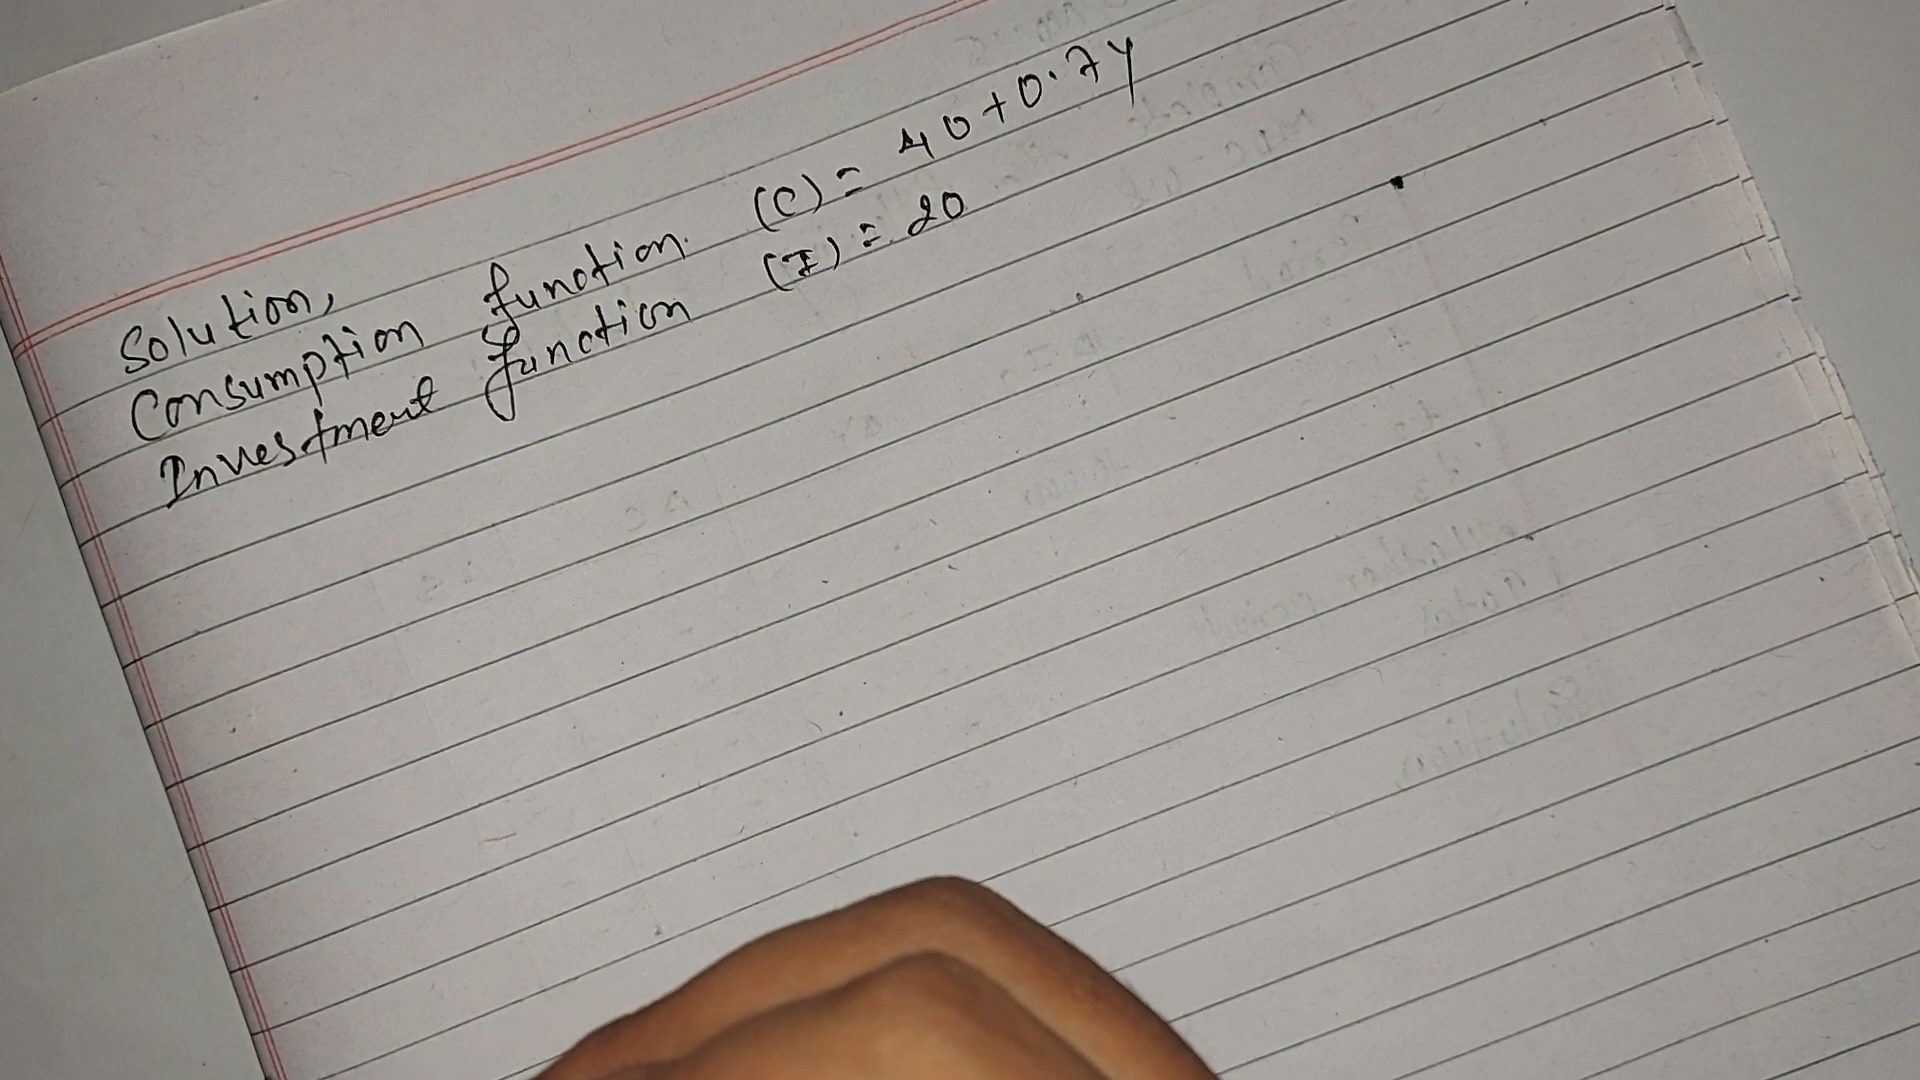 Solution,
Consumption function (C) = 40 + 0.7Y
Investment function (I) = 20